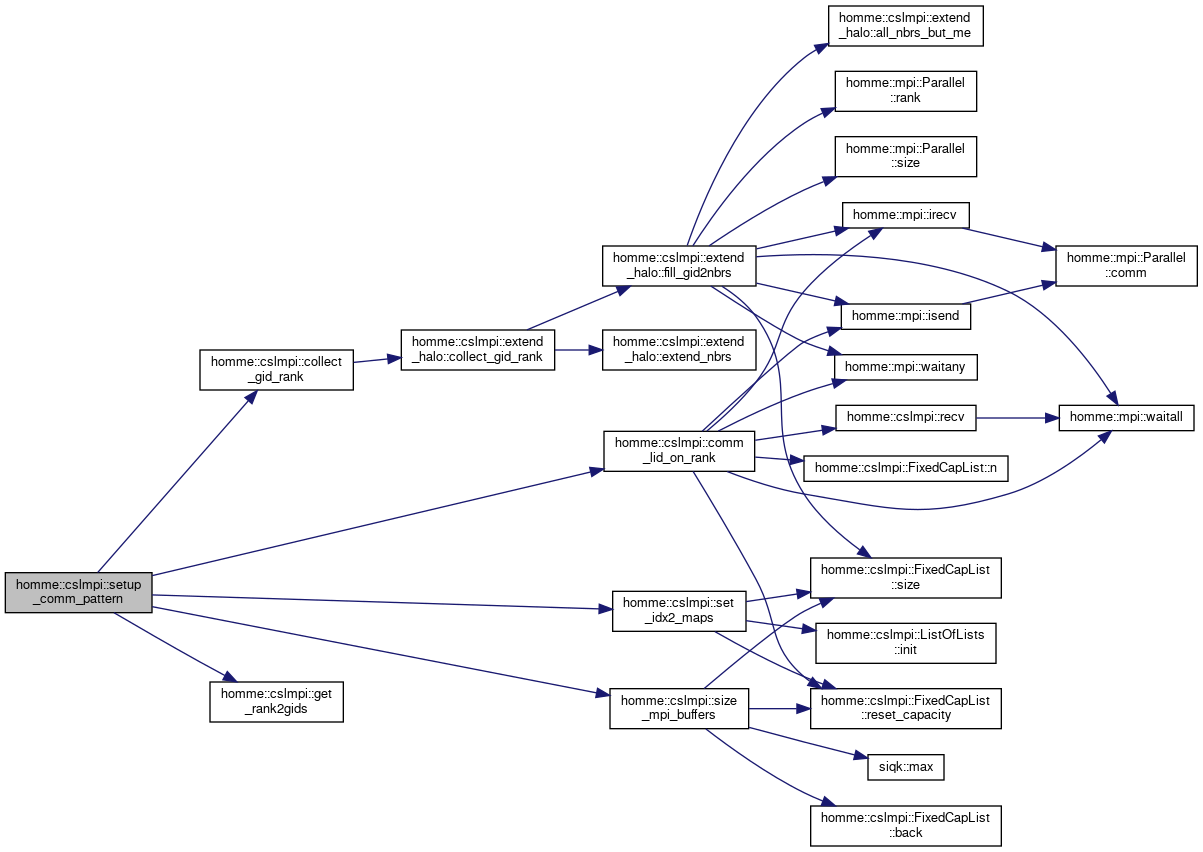 homme::cslmpi::extend
_halo::all_nbrs_but_me
homme::mpi::Parallel
::rank
homme::mpi::Parallel
::size
homme::mpi::irecv
homme::cslmpi::extend
_halo::fill_gid2nbrs
homme::mpi::Parallel
::comm
homme::mpi::isend
homme::cslmpi::collect
_gid_rank
homme::cslmpi::extend
_halo::collect_gid_rank
homme::cslmpi::extend
_halo::extend_nbrs
homme::mpi::waitany
homme::cslmpi::recv
homme::mpi::waitall
homme::cslmpi::comm
_lid_on_rank
homme::cslmpi::FixedCapList::n
homme::cslmpi::setup
_comm_pattern
homme::cslmpi::FixedCapList
::size
homme::cslmpi::set
_idx2_maps
homme::cslmpi::ListOfLists
::init
homme::cslmpi::get
_rank2gids
homme::cslmpi::size
_mpi_buffers
homme::cslmpi::FixedCapList
::reset_capacity
siqk::max
homme::cslmpi::FixedCapList
::back